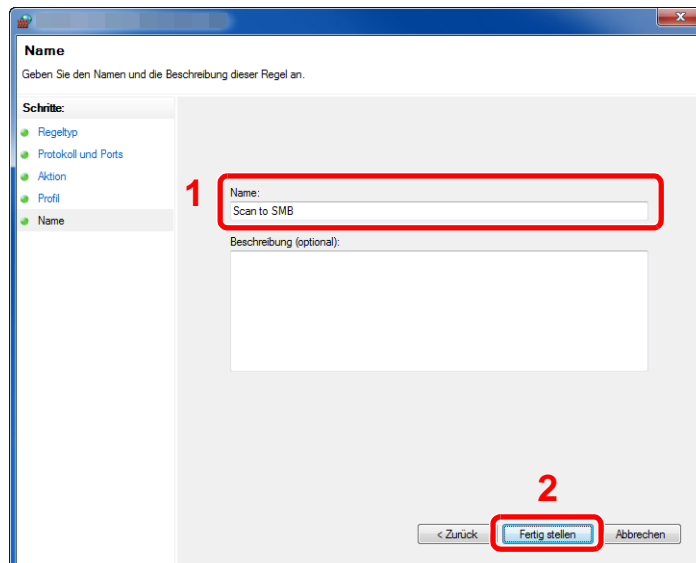 Name
Geben Sie den Namen und die Beschreibung dieser Regel an.
Schritte:
Regeltyp
Protokoll und Ports
Aktion
Profil
Name
1
Name:
Scan to SMB
Beschreibung (optional):
2
< Zurück
Fertig stellen
Abbrechen